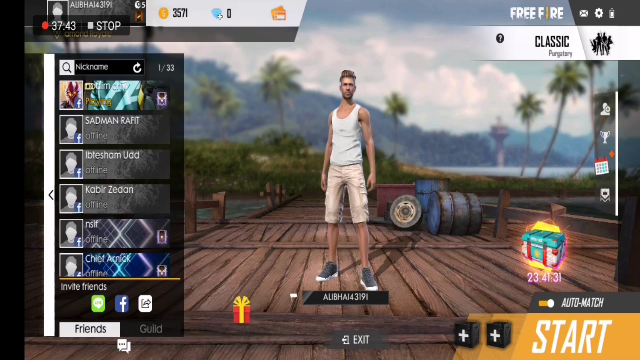 ALIBHAI43191
5
3571
0
FREE FIRE
37:43 STOP
CLASSIC
Purgatory
Nickname
1/33
Playing
SADMAN RAFIT
offline
Ibtesham Udd
offline
Kabir Zedan
offline
nsif
offline
Chief Arnick
offline
Invite friends
Friends
Guild
ALIBHAI43191
EXIT
23:41:31
AUTO-MATCH
START